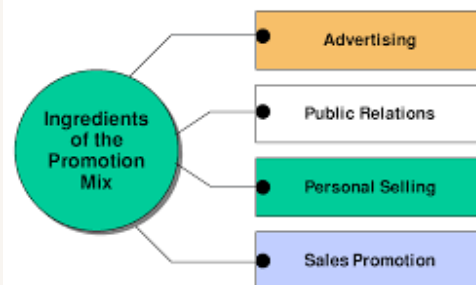 Ingredients
of the
Promotion
Mix
Advertising
Public Relations
Personal Selling
Sales Promotion